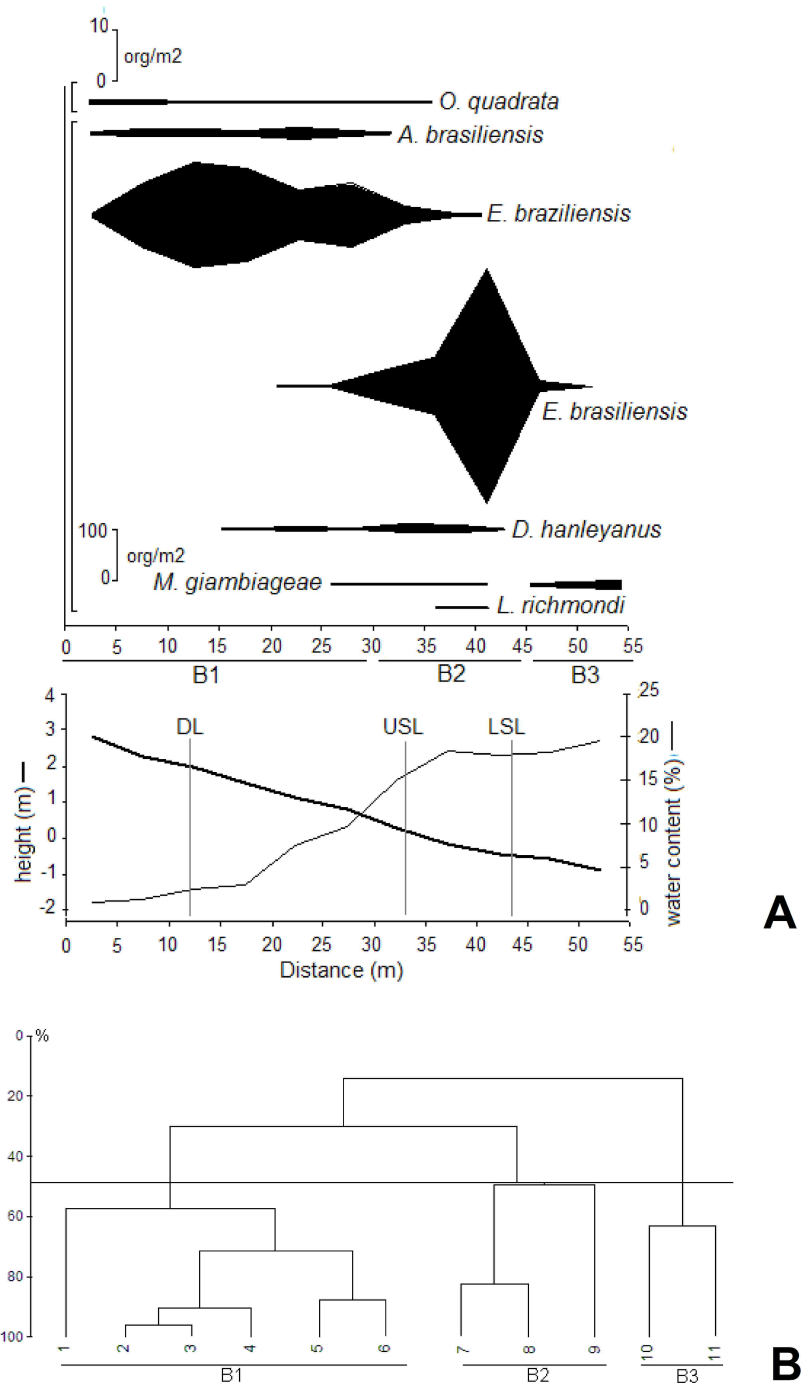 10
org/m2
0
O. quadrata
A. brasiliensis
E. braziliensis
E. brasiliensis
D. hanleyanus
100
org/m2
0
M. giambiageae
L. richmondi
0 5 10 15 20 25 30 35 40 45 50 55
B1 B2 B3
4 3 2 1 0 -1 -2
height (m)
DL USL LSL
25 20 15 10 5 0
water content (%)
0 5 10 15 20 25 30 35 40 45 50 55
Distance (m)
A
0 %
20
40
60
80
100
1 2 3 4 5 6 7 8 9 10 11
B1 B2 B3
B